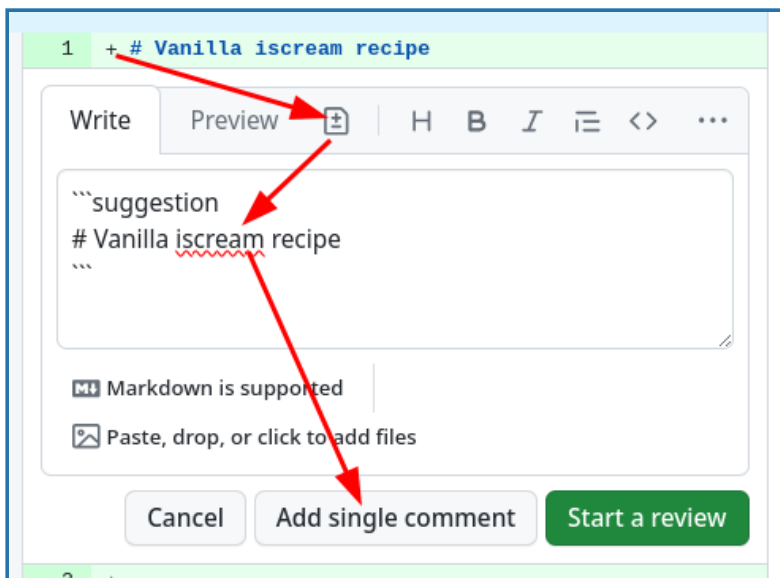 1 + # Vanilla iscream recipe
Write Preview H B I <> ...
```suggestion
# Vanilla iscream recipe
```
Markdown is supported
Paste, drop, or click to add files
Cancel Add single comment Start a review